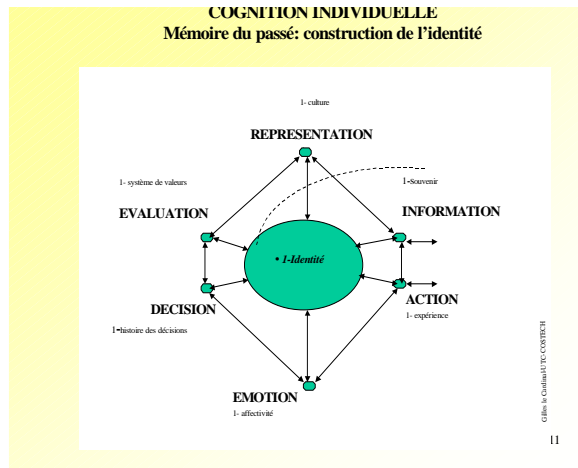 COGNITION INDIVIDUELLE
Mémoire du passé: construction de l'identité
1- culture
REPRESENTATION
1- système de valeurs
1-Souvenir
EVALUATION
INFORMATION
• 1-Identité
DECISION
ACTION
1- expérience
1-histoire des décisions
EMOTION
1- affectivité
Gilles le Cardinal-UTC-COSTECH
11